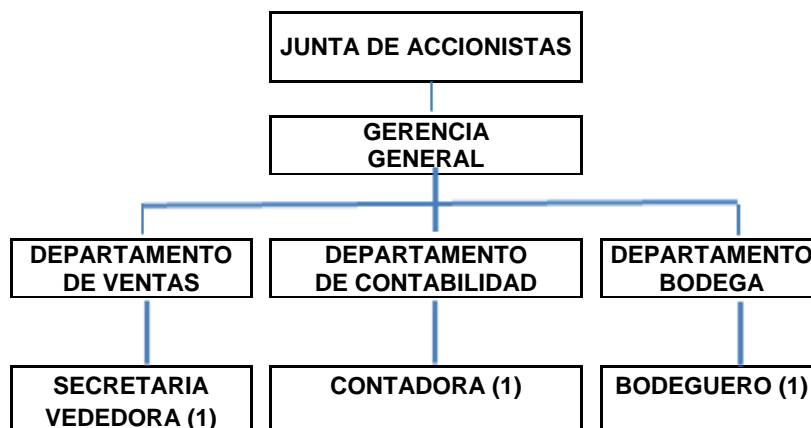 JUNTA DE ACCIONISTAS
GERENCIA
GENERAL
DEPARTAMENTO
DE VENTAS
DEPARTAMENTO
DE CONTABILIDAD
DEPARTAMENTO
BODEGA
SECRETARIA
VEDEDORA (1)
CONTADORA (1)
BODEGUERO (1)